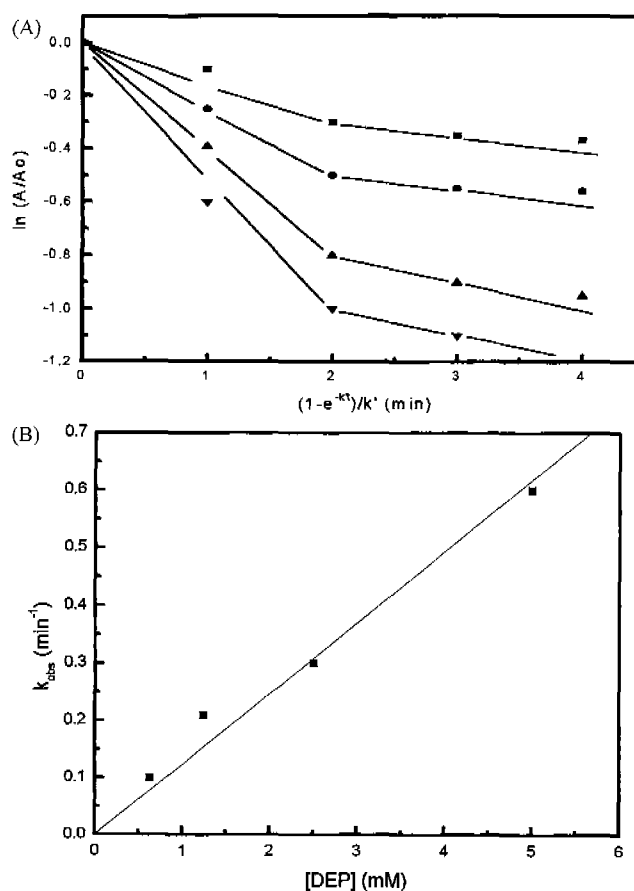 (A)
0.0
-0.2
-0.4
-0.6
-0.8
-1.0
-1.2
ln (A/Ao)
0 1 2 3 4
(1-e^-kt)/k' (min)
(B)
0.7
0.6
0.5
0.4
0.3
0.2
0.1
0.0
k_obs (min^-1)
0 1 2 3 4 5 6
[DEP] (mM)